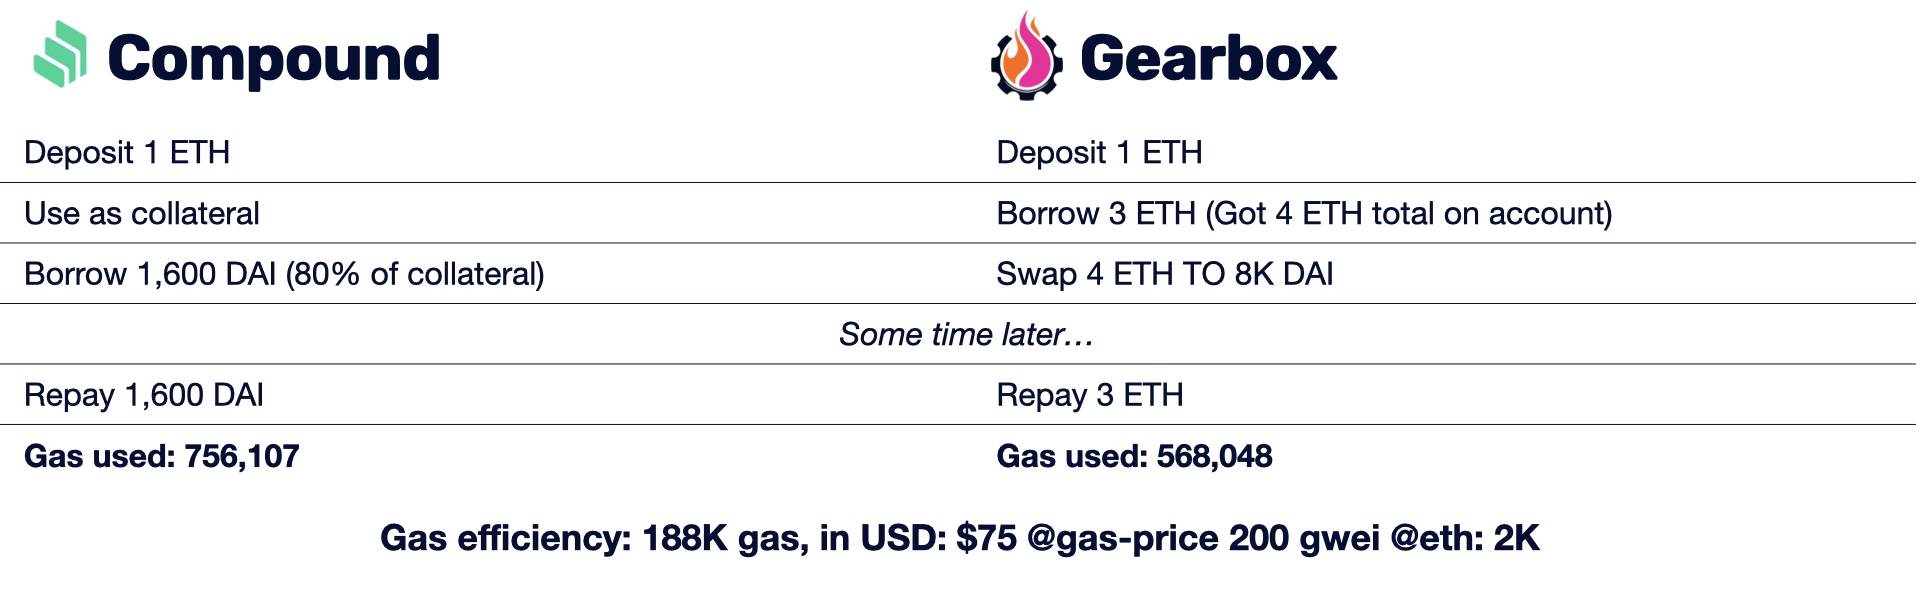 Compound
Gearbox
Deposit 1 ETH
Deposit 1 ETH
Use as collateral
Borrow 3 ETH (Got 4 ETH total on account)
Borrow 1,600 DAI (80% of collateral)
Swap 4 ETH TO 8K DAI
Some time later…
Repay 1,600 DAI
Repay 3 ETH
Gas used: 756,107
Gas used: 568,048
Gas efficiency: 188K gas, in USD: $75 @gas-price 200 gwei @eth: 2K